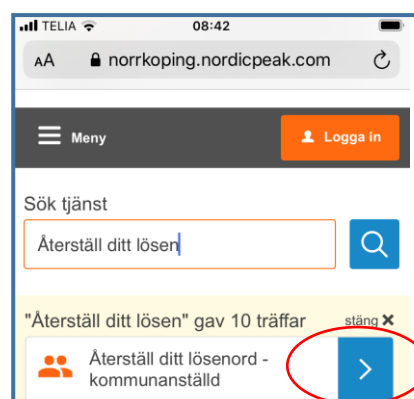 TELIA 08:42
AA norrkoping.nordicpeak.com
Meny Logga in
Sök tjänst
Återställ ditt lösen
"Återställ ditt lösen" gav 10 träffar stäng
Återställ ditt lösenord -
kommunanställd